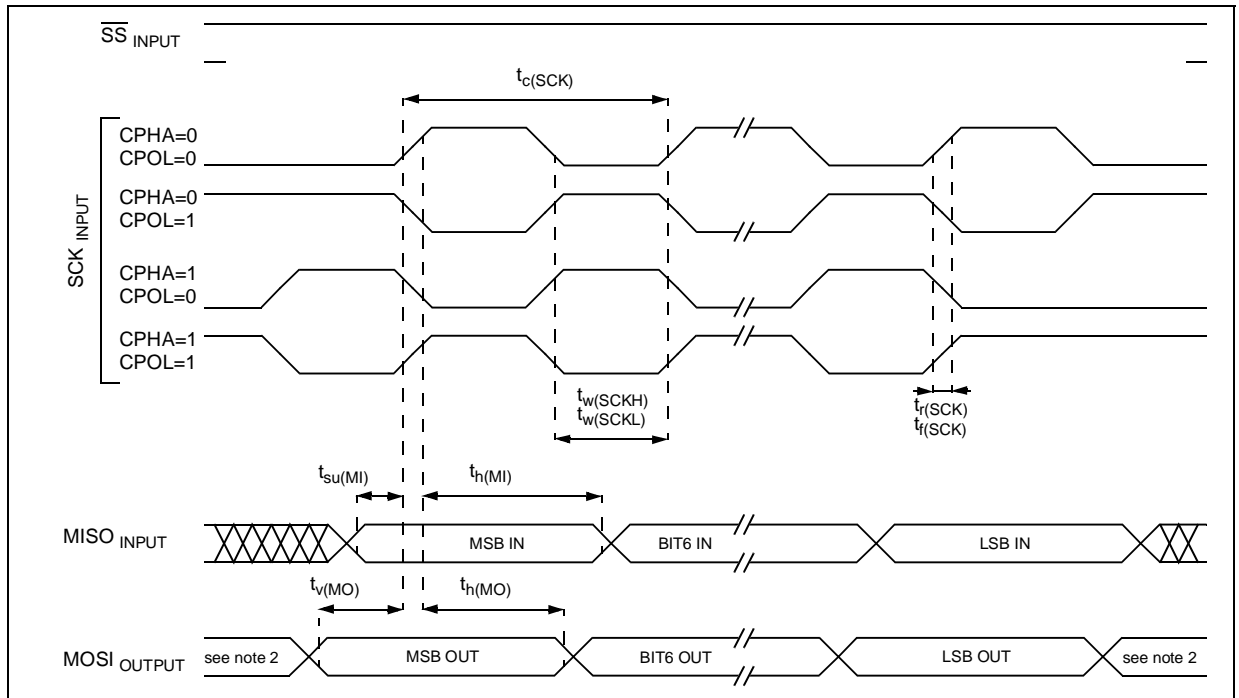 SS INPUT
tc(SCK)
SCK INPUT
CPHA=0
CPOL=0
CPHA=0
CPOL=1
CPHA=1
CPOL=0
CPHA=1
CPOL=1
tw(SCKH)
tw(SCKL)
tr(SCK)
tf(SCK)
tsu(MI)
th(MI)
MISO INPUT
MSB IN
BIT6 IN
LSB IN
tv(MO)
th(MO)
MOSI OUTPUT
see note 2
MSB OUT
BIT6 OUT
LSB OUT
see note 2